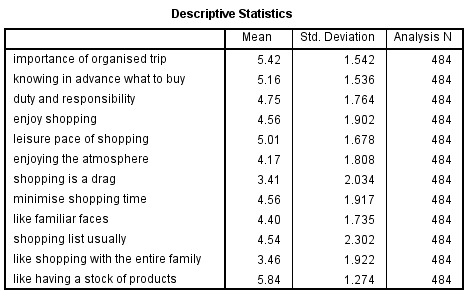 Descriptive Statistics
Mean Std. Deviation Analysis N
importance of organised trip 5.42 1.542 484
knowing in advance what to buy 5.16 1.536 484
duty and responsibility 4.75 1.764 484
enjoy shopping 4.56 1.902 484
leisure pace of shopping 5.01 1.678 484
enjoying the atmosphere 4.17 1.808 484
shopping is a drag 3.41 2.034 484
minimise shopping time 4.56 1.917 484
like familiar faces 4.40 1.735 484
shopping list usually 4.54 2.302 484
like shopping with the entire family 3.46 1.922 484
like having a stock of products 5.84 1.274 484